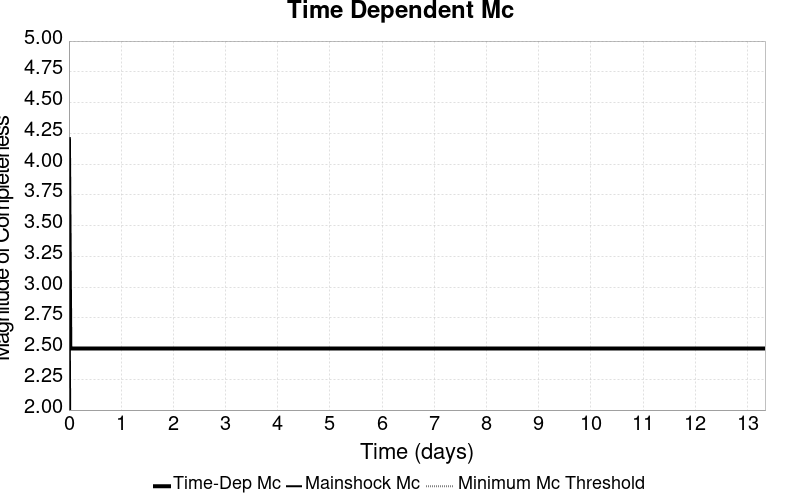 Time Dependent Mc
5.00
4.75
4.50
4.25
4.00
3.75
3.50
3.25
3.00
2.75
2.50
2.25
2.00
Magnitude of Completeness
0 1 2 3 4 5 6 7 8 9 10 11 12 13
Time (days)
Time-Dep Mc Mainshock Mc Minimum Mc Threshold